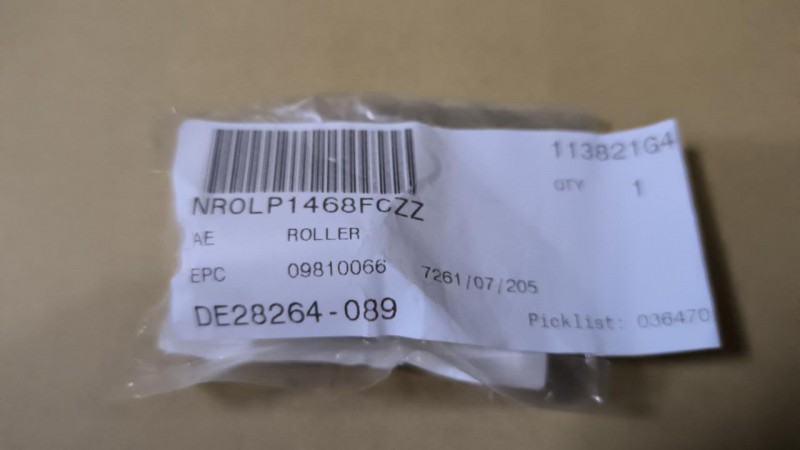 113821G4
QTY 1
NROLP1468FCZZ
AE ROLLER
EPC 09810066 7261/07/205
DE28264-089
Picklist: 036470